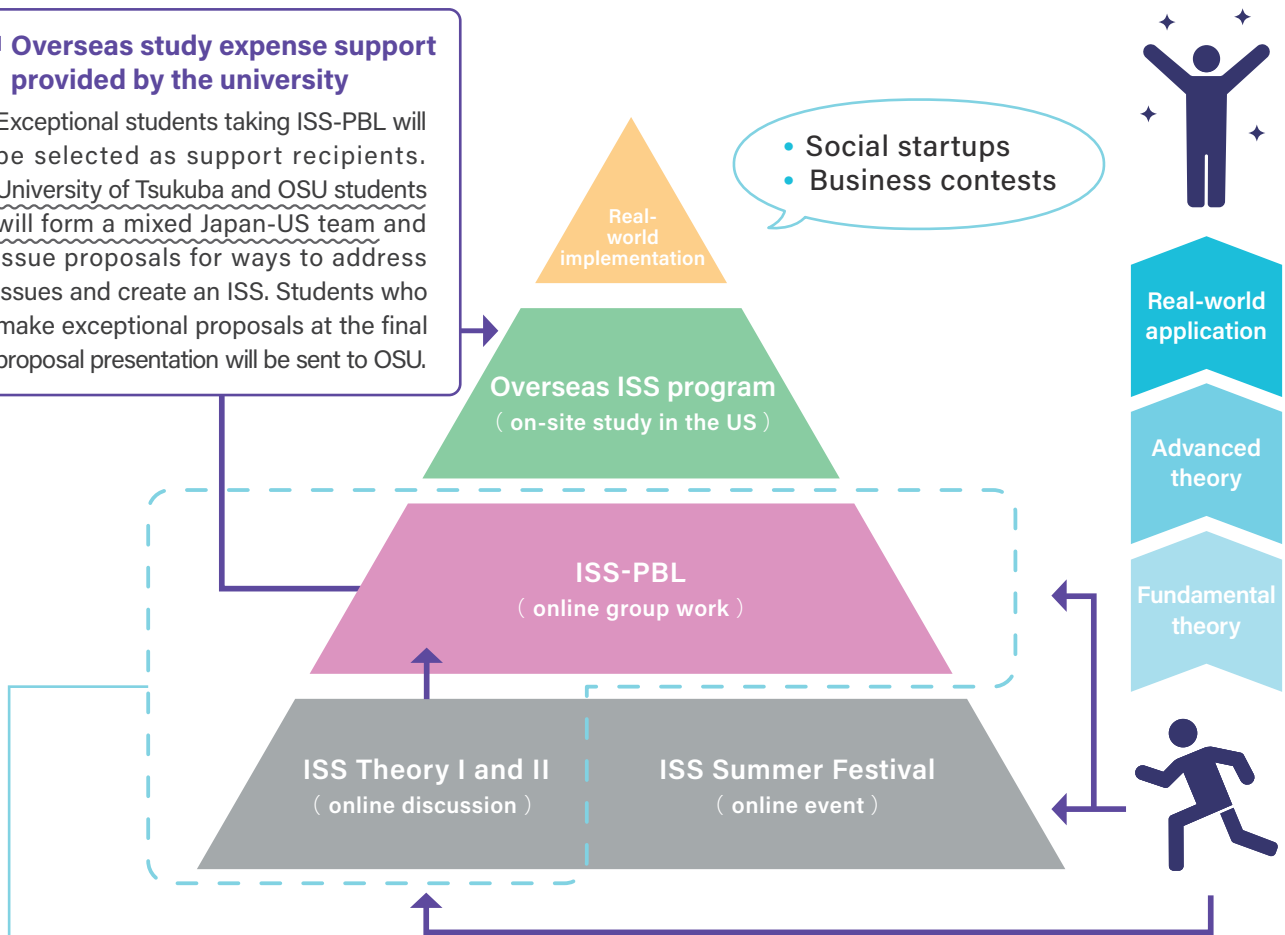 Overseas study expense support
provided by the university
Exceptional students taking ISS-PBL will
be selected as support recipients.
University of Tsukuba and OSU students
will form a mixed Japan-US team and
issue proposals for ways to address
issues and create an ISS. Students who
make exceptional proposals at the final
proposal presentation will be sent to OSU.
• Social startups
• Business contests
Real-
world
implementation
Overseas ISS program
（on-site study in the US）
ISS-PBL
（online group work）
ISS Theory I and II
（online discussion）
ISS Summer Festival
（online event）
Real-world
application
Advanced
theory
Fundamental
theory